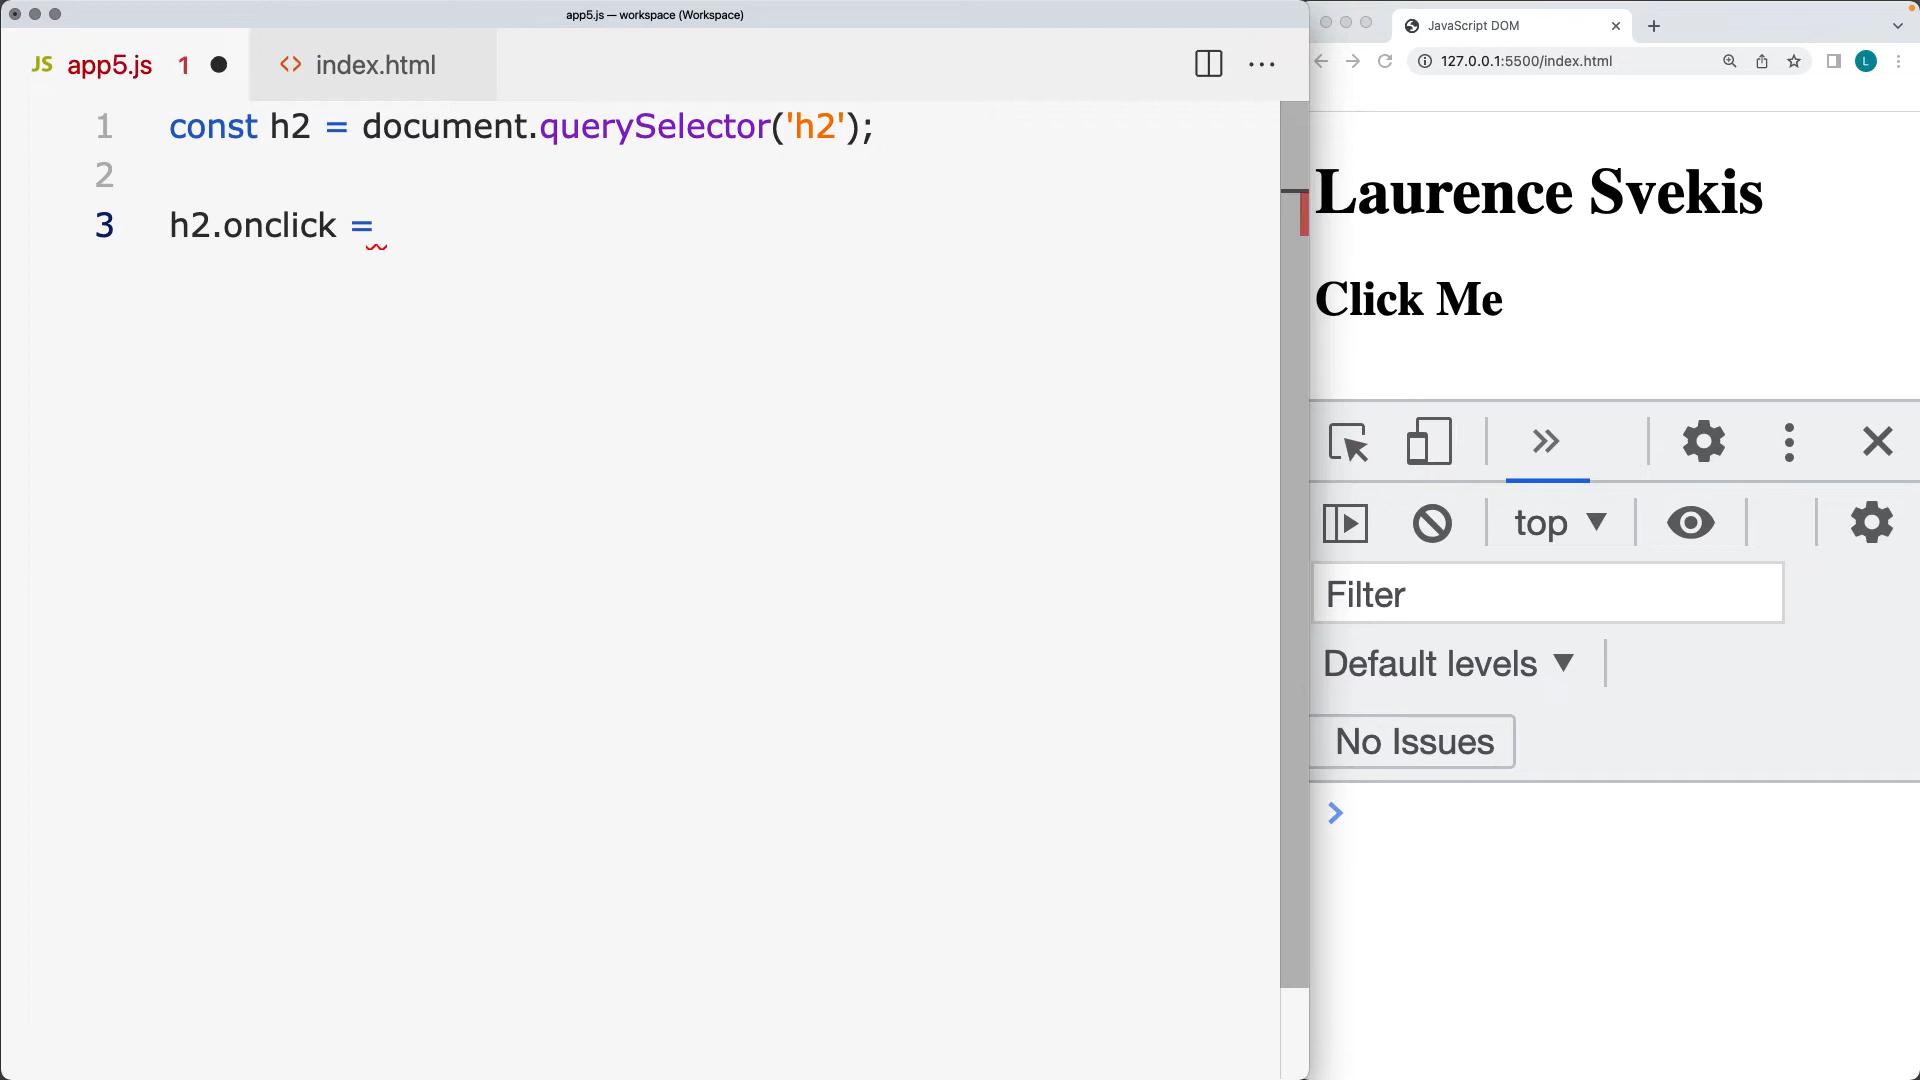 app5.js — workspace (Workspace)
JS app5.js 1
<> index.html
1 const h2 = document.querySelector('h2');
2
3 h2.onclick =
JavaScript DOM
127.0.0.1:5500/index.html
L
Laurence Svekis
Click Me
top
Filter
Default levels
No Issues